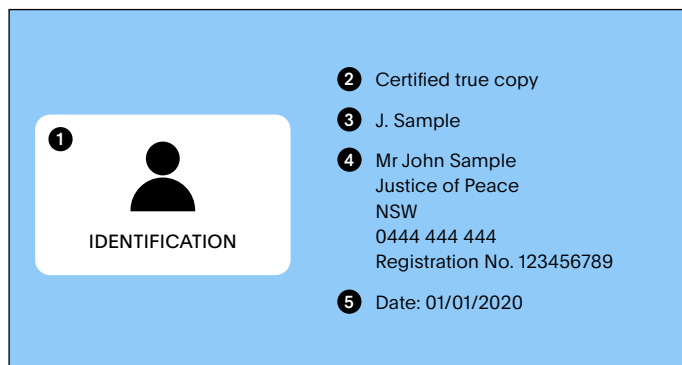 1
IDENTIFICATION
2 Certified true copy
3 J. Sample
4 Mr John Sample
Justice of Peace
NSW
0444 444 444
Registration No. 123456789
5 Date: 01/01/2020